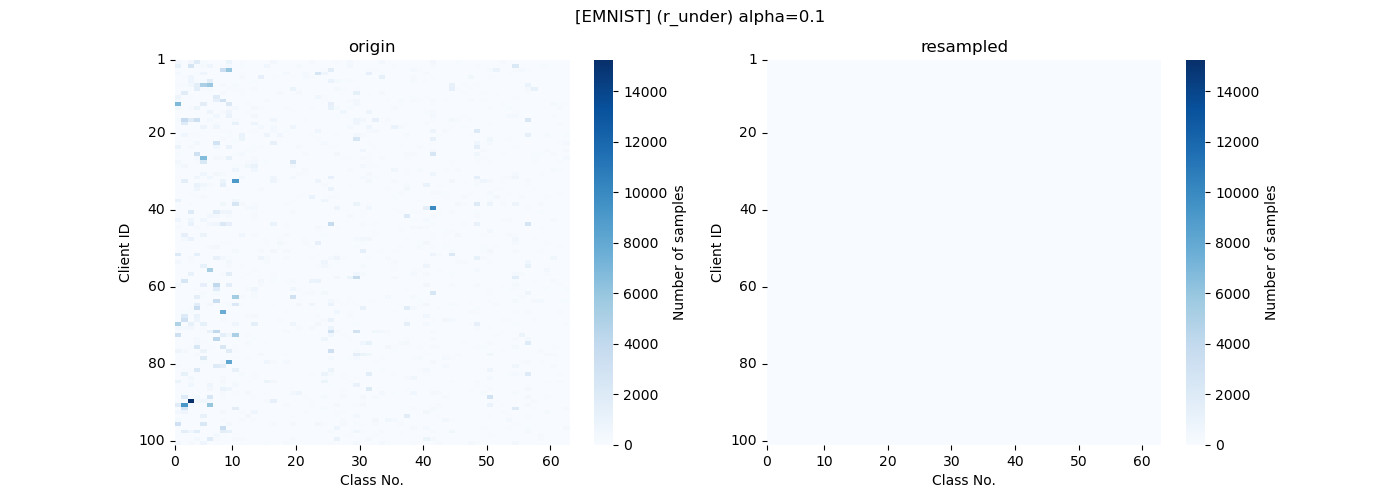 [EMNIST] (r_under) alpha=0.1
origin
1
20
40
60
80
100
Client ID
0 10 20 30 40 50 60
Class No.
14000
12000
10000
8000
6000
4000
2000
0
Number of samples
resampled
1
20
40
60
80
100
Client ID
0 10 20 30 40 50 60
Class No.
14000
12000
10000
8000
6000
4000
2000
0
Number of samples